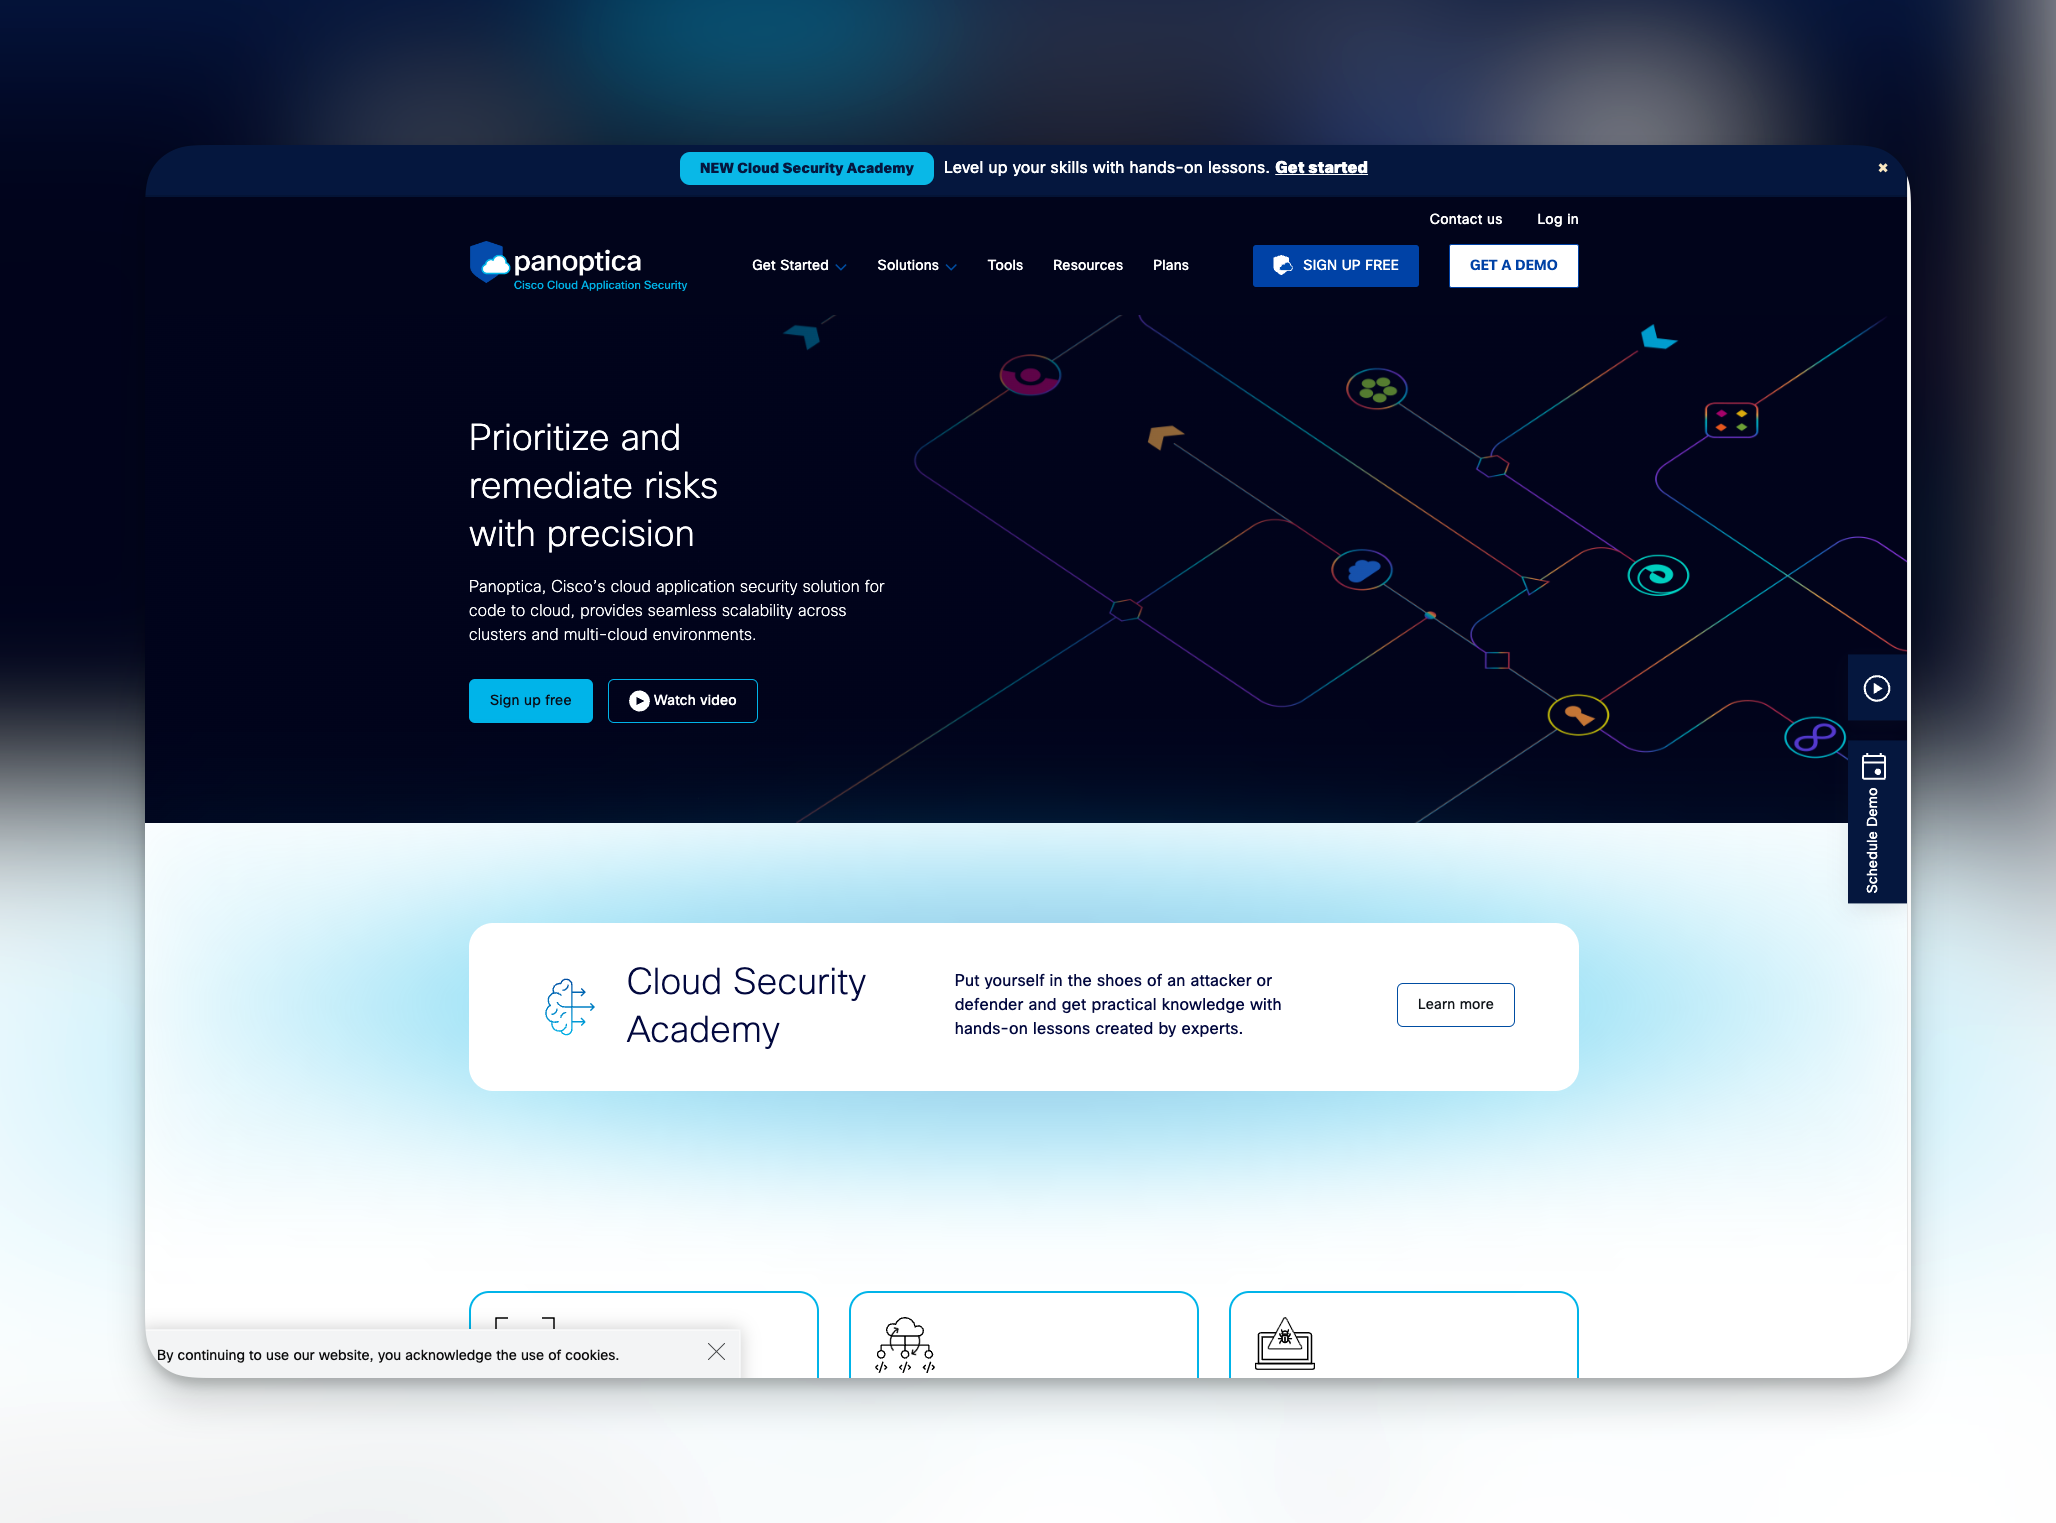 NEW Cloud Security Academy Level up your skills with hands-on lessons. Get started
Contact us Log in
panoptica
Cisco Cloud Application Security
Get Started Solutions Tools Resources Plans SIGN UP FREE GET A DEMO
Prioritize and
remediate risks
with precision
Panoptica, Cisco’s cloud application security solution for
code to cloud, provides seamless scalability across
clusters and multi-cloud environments.
Sign up free Watch video
Schedule Demo
Cloud Security
Academy
Put yourself in the shoes of an attacker or
defender and get practical knowledge with
hands-on lessons created by experts.
Learn more
By continuing to use our website, you acknowledge the use of cookies.